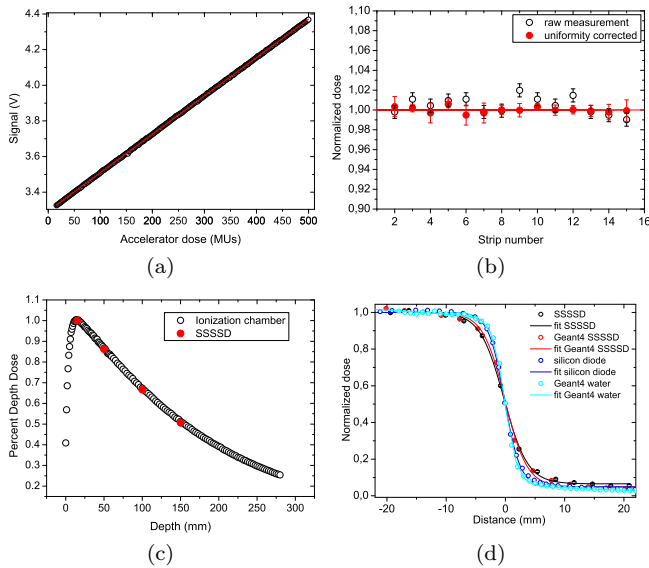 4.4
4.2
4.0
3.8
3.6
3.4
Signal (V)
0 50 100 150 200 250 300 350 400 450 500
Accelerator dose (MUs)
(a)
1,10
1,08
1,06
1,04
1,02
1,00
0,98
0,96
0,94
0,92
0,90
Normalized dose
raw measurement
uniformity corrected
2 4 6 8 10 12 14 16
Strip number
(b)
1.1
1.0
0.9
0.8
0.7
0.6
0.5
0.4
0.3
0.2
Percent Depth Dose
Ionization chamber
SSSSD
0 50 100 150 200 250 300
Depth (mm)
(c)
1,0
0,8
0,6
0,4
0,2
0,0
Normalized dose
SSSSD
fit SSSSD
Geant4 SSSSD
fit Geant4 SSSSD
silicon diode
fit silicon diode
Geant4 water
fit Geant4 water
-20 -10 0 10 20
Distance (mm)
(d)